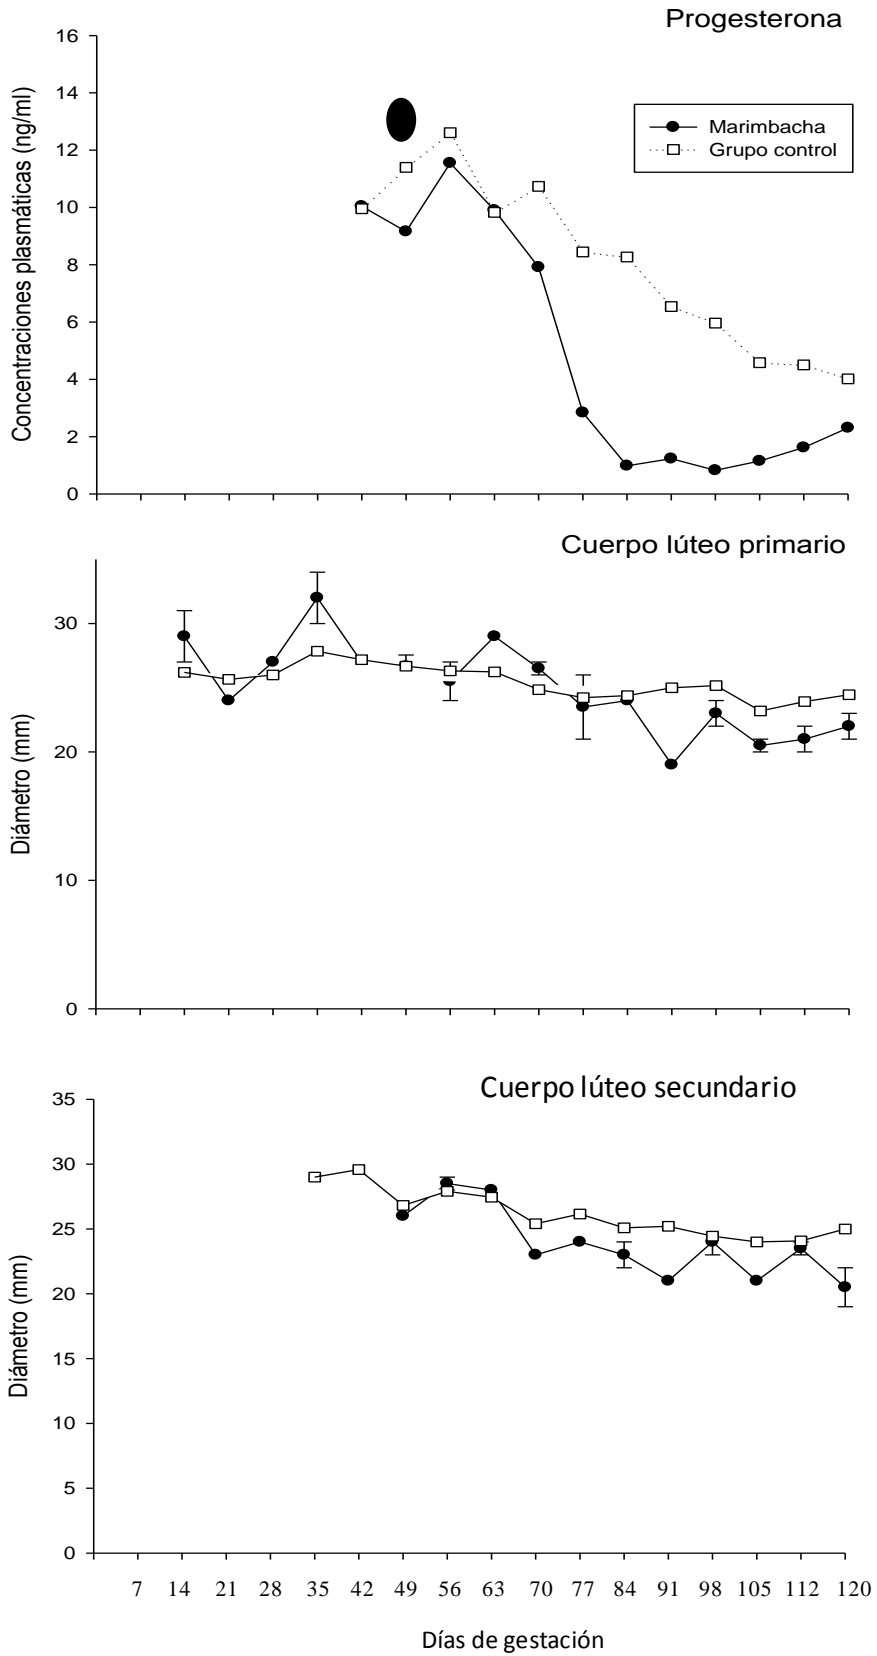 Progesterona
Concentraciones plasmáticas (ng/ml)
16
14
12
10
8
6
4
2
0
Marimbacha
Grupo control
Cuerpo lúteo primario
Diámetro (mm)
30
20
10
0
Cuerpo lúteo secundario
Diámetro (mm)
35
30
25
20
15
10
5
0
7 14 21 28 35 42 49 56 63 70 77 84 91 98 105 112 120
Días de gestación